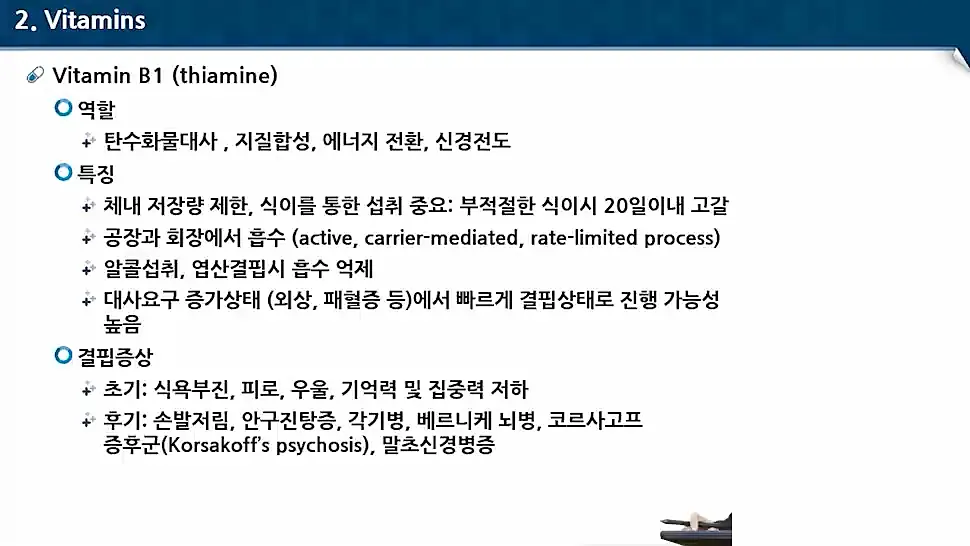 2. Vitamins
Vitamin B1 (thiamine)
역할
탄수화물대사 , 지질합성, 에너지 전환, 신경전도
특징
체내 저장량 제한, 식이를 통한 섭취 중요: 부적절한 식이시 20일이내 고갈
공장과 회장에서 흡수 (active, carrier-mediated, rate-limited process)
알콜섭취, 엽산결핍시 흡수 억제
대사요구 증가상태 (외상, 패혈증 등)에서 빠르게 결핍상태로 진행 가능성
높음
결핍증상
초기: 식욕부진, 피로, 우울, 기억력 및 집중력 저하
후기: 손발저림, 안구진탕증, 각기병, 베르니케 뇌병, 코르사고프
증후군(Korsakoff’s psychosis), 말초신경병증